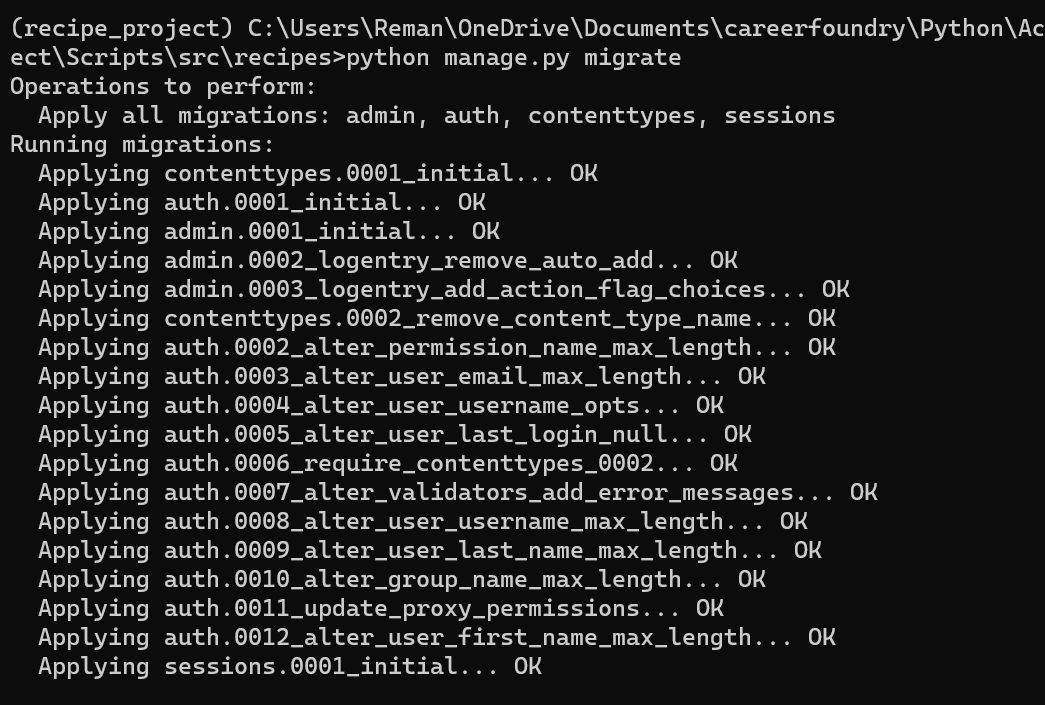 (recipe_project) C:\Users\Reman\OneDrive\Documents\careerfoundry\Python\Ac
ect\Scripts\src\recipes>python manage.py migrate
Operations to perform:
  Apply all migrations: admin, auth, contenttypes, sessions
Running migrations:
  Applying contenttypes.0001_initial... OK
  Applying auth.0001_initial... OK
  Applying admin.0001_initial... OK
  Applying admin.0002_logentry_remove_auto_add... OK
  Applying admin.0003_logentry_add_action_flag_choices... OK
  Applying contenttypes.0002_remove_content_type_name... OK
  Applying auth.0002_alter_permission_name_max_length... OK
  Applying auth.0003_alter_user_email_max_length... OK
  Applying auth.0004_alter_user_username_opts... OK
  Applying auth.0005_alter_user_last_login_null... OK
  Applying auth.0006_require_contenttypes_0002... OK
  Applying auth.0007_alter_validators_add_error_messages... OK
  Applying auth.0008_alter_user_username_max_length... OK
  Applying auth.0009_alter_user_last_name_max_length... OK
  Applying auth.0010_alter_group_name_max_length... OK
  Applying auth.0011_update_proxy_permissions... OK
  Applying auth.0012_alter_user_first_name_max_length... OK
  Applying sessions.0001_initial... OK